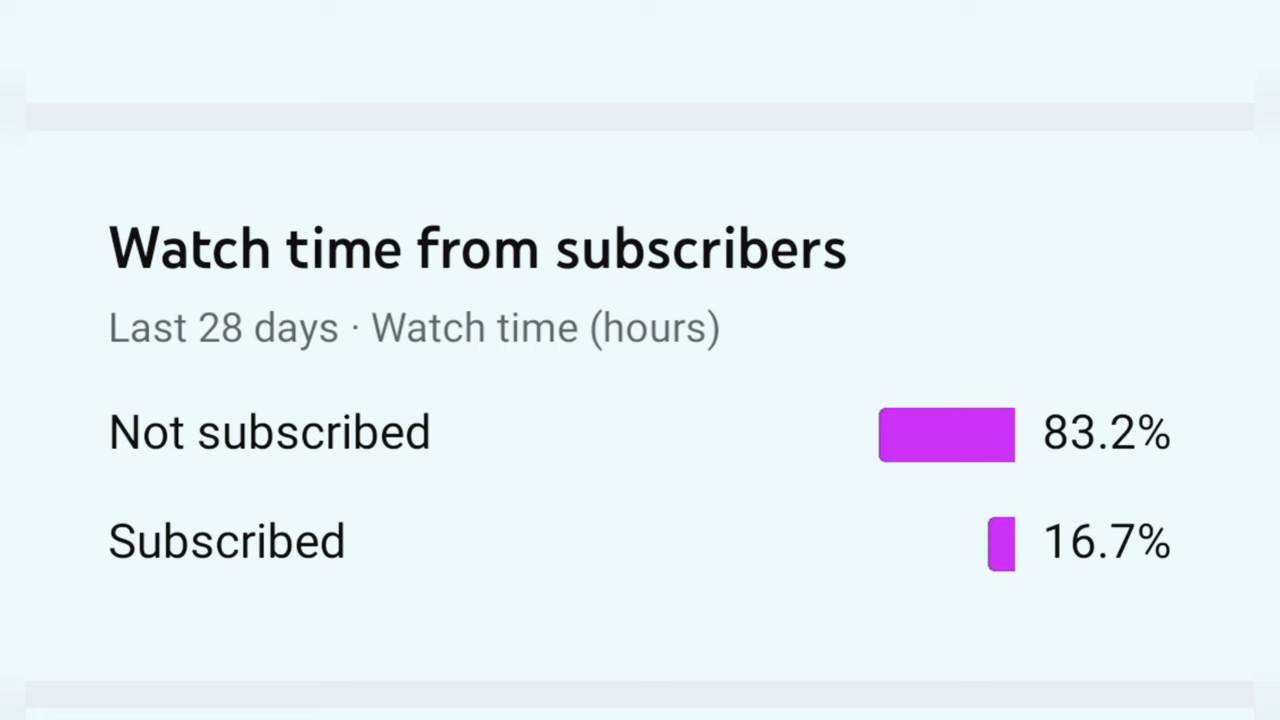 Watch time from subscribers
Last 28 days · Watch time (hours)
Not subscribed 83.2%
Subscribed 16.7%